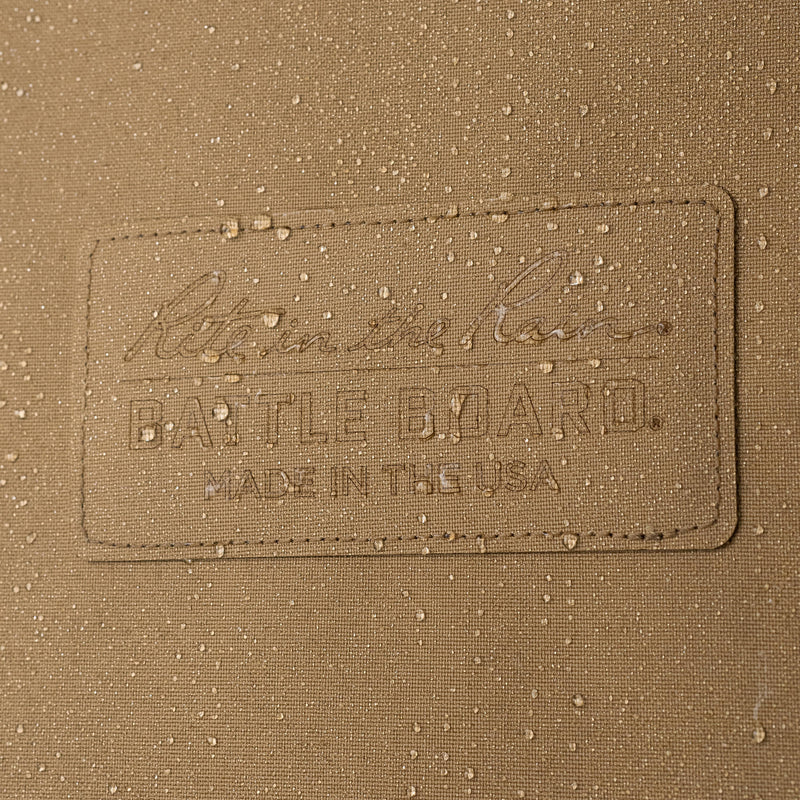 Rite in the Rain®
BATTLE BOARD®
MADE IN THE USA